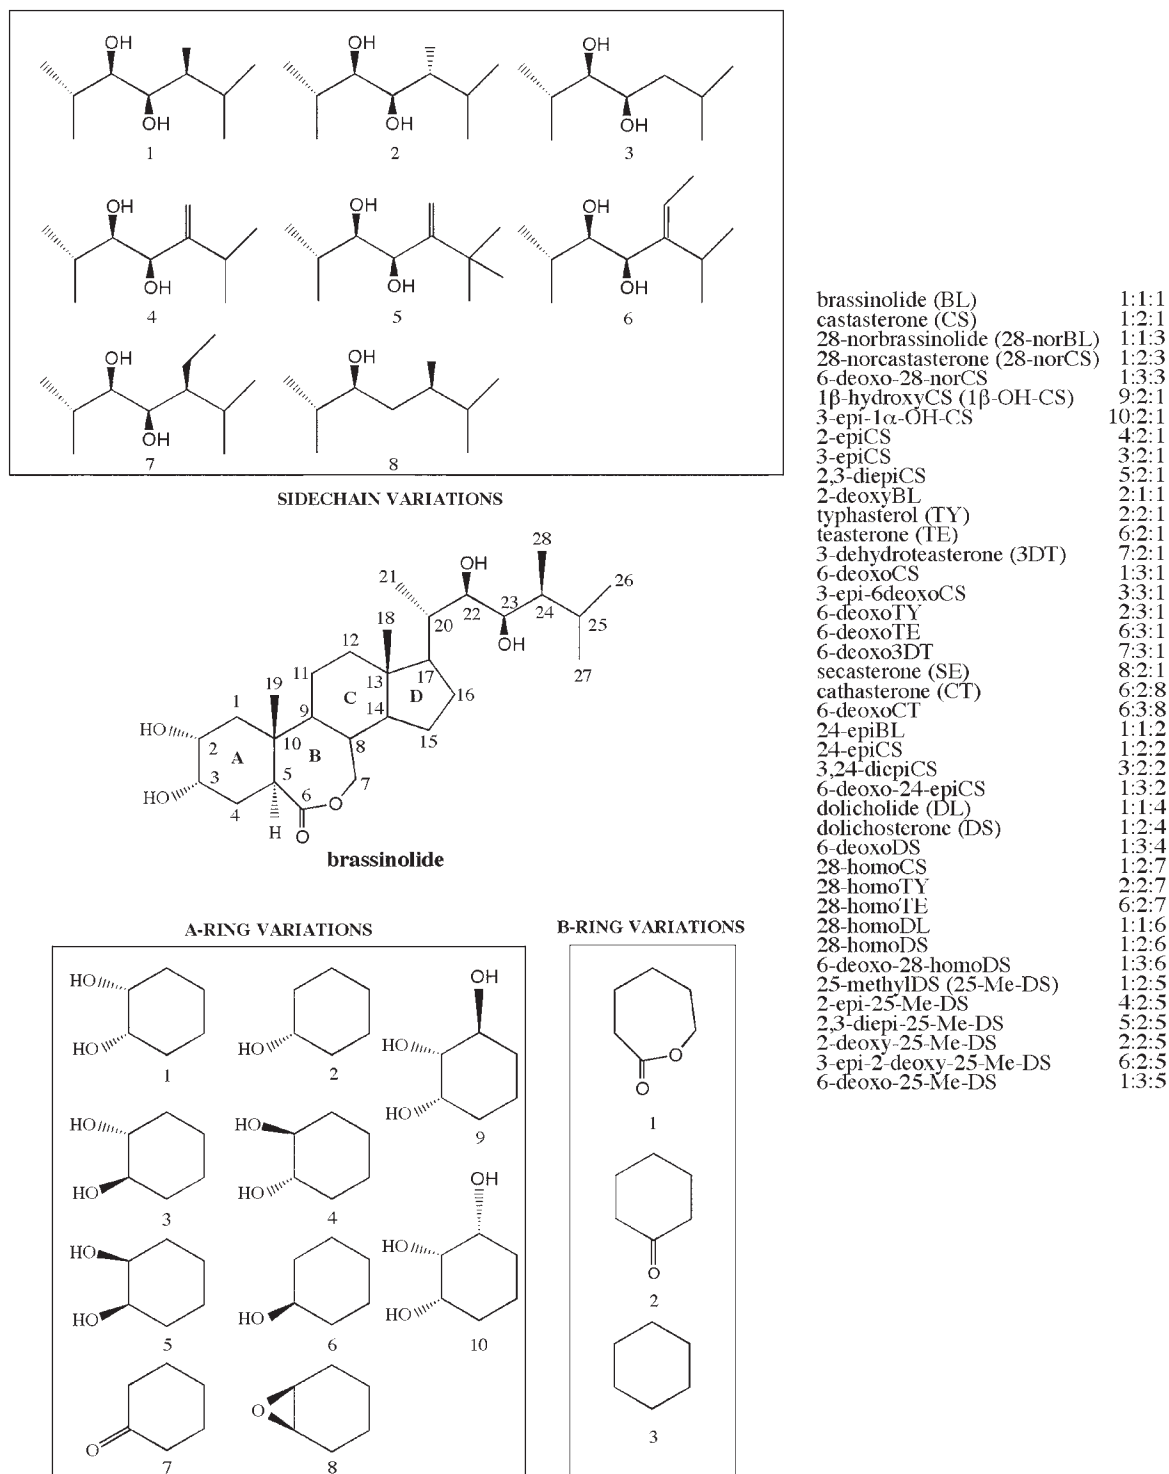 OH
OH
1
OH
OH
2
OH
OH
3
OH
OH
4
OH
OH
5
OH
OH
6
OH
OH
7
OH
8
SIDECHAIN VARIATIONS
28
OH
21
26
22
23
24
20
25
OH
27
18
12
17
11
13
D
16
19
C
1
9
14
HO
2
A
10
B
8
15
3
5
7
HO
4
6
O
H
O
brassinolide
A-RING VARIATIONS
HO
HO
1
HO
2
OH
HO
HO
9
HO
HO
3
HO
HO
4
HO
HO
5
HO
6
OH
HO
HO
10
O
7
O
8
B-RING VARIATIONS
O
O
1
O
2
3
brassinolide (BL) 1:1:1
castasterone (CS) 1:2:1
28-norbrassinolide (28-norBL) 1:1:3
28-norcastasterone (28-norCS) 1:2:3
6-deoxo-28-norCS 1:3:3
1β-hydroxyCS (1β-OH-CS) 9:2:1
3-epi-1α-OH-CS 10:2:1
2-epiCS 4:2:1
3-epiCS 3:2:1
2,3-diepiCS 5:2:1
2-deoxyBL 2:1:1
typhasterol (TY) 2:2:1
teasterone (TE) 6:2:1
3-dehydroteasterone (3DT) 7:2:1
6-deoxoCS 1:3:1
3-epi-6deoxoCS 3:3:1
6-deoxoTY 2:3:1
6-deoxoTE 6:3:1
6-deoxo3DT 7:3:1
secasterone (SE) 8:2:1
cathasterone (CT) 6:2:8
6-deoxoCT 6:3:8
24-epiBL 1:1:2
24-epiCS 1:2:2
3,24-diepiCS 3:2:2
6-deoxo-24-epiCS 1:3:2
dolicholide (DL) 1:1:4
dolichosterone (DS) 1:2:4
6-deoxoDS 1:3:4
28-homoCS 1:2:7
28-homoTY 2:2:7
28-homoTE 6:2:7
28-homoDL 1:1:6
28-homoDS 1:2:6
6-deoxo-28-homoDS 1:3:6
25-methylDS (25-Me-DS) 1:2:5
2-epi-25-Me-DS 4:2:5
2,3-diepi-25-Me-DS 5:2:5
2-deoxy-25-Me-DS 2:2:5
3-epi-2-deoxy-25-Me-DS 6:2:5
6-deoxo-25-Me-DS 1:3:5